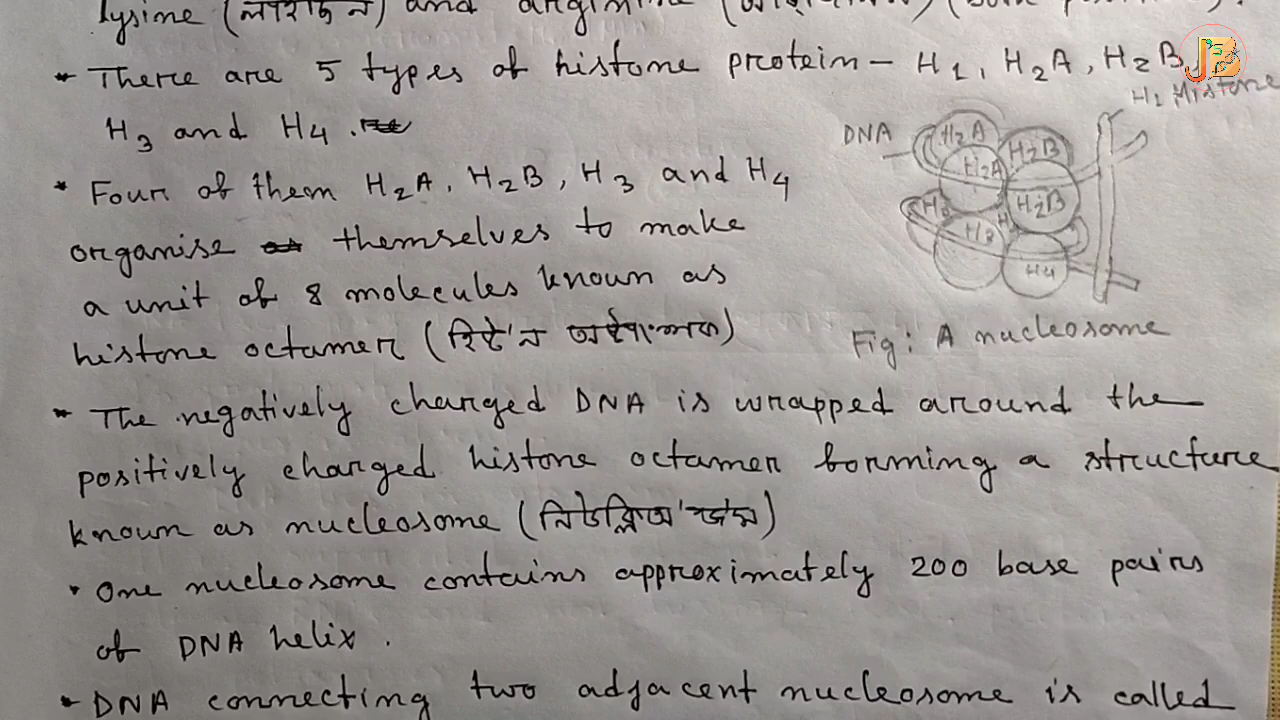 lysine (লাইজিন) and arginine
* There are 5 types of histone protein – H1, H2A, H2B,
H3 and H4.
H1 Histone
DNA
H2A
H2B
H2A
H2B
H3
H3
H4
* Four of them H2A, H2B, H3 and H4
organise themselves to make
a unit of 8 molecules known as
histone octamer
Fig: A nucleosome
* The negatively charged DNA is wrapped around the
positively charged histone octamer forming a structure
known as nucleosome
• One nucleosome contains approximately 200 base pairs
of DNA helix.
• DNA connecting two adjacent nucleosome is called